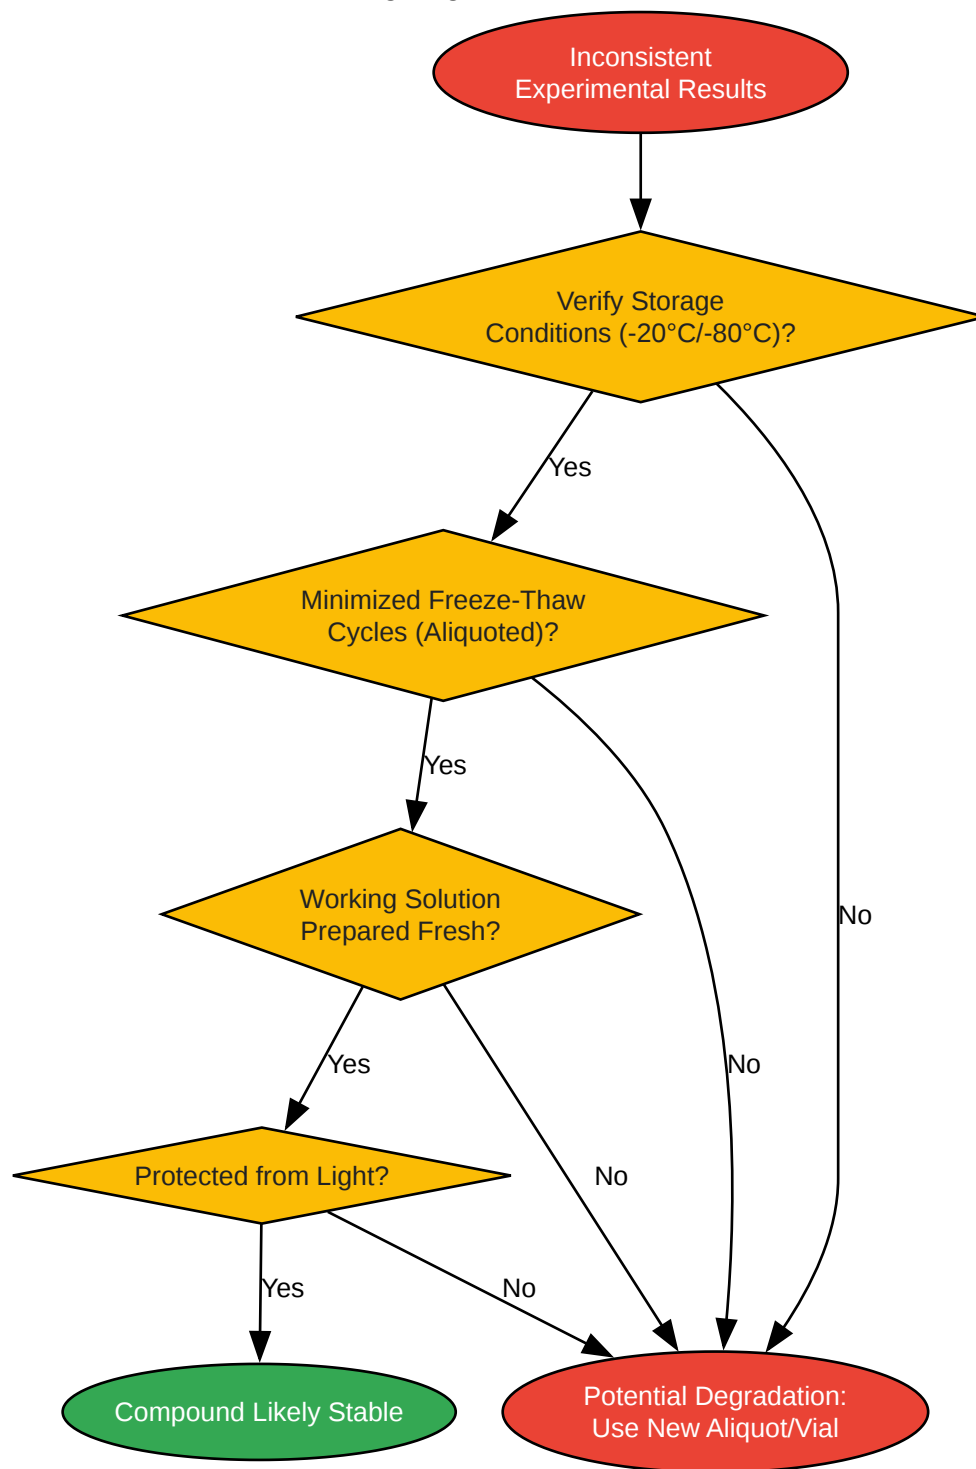 Inconsistent
Experimental Results
Verify Storage
Conditions (-20°C/-80°C)?
Yes
Minimized Freeze-Thaw
Cycles (Aliquoted)?
Yes
Working Solution
Prepared Fresh?
No
Yes
No
Protected from Light?
No
Yes
No
Compound Likely Stable
Potential Degradation:
Use New Aliquot/Vial